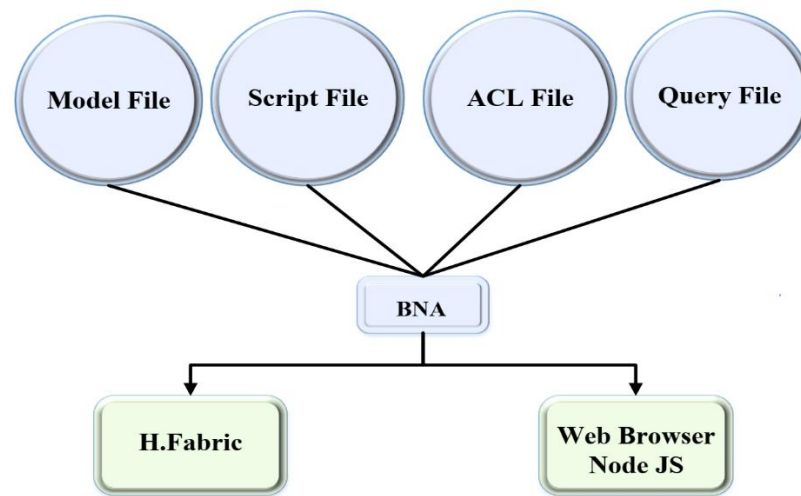 Model File
Script File
ACL File
Query File
BNA
H.Fabric
Web Browser
Node JS